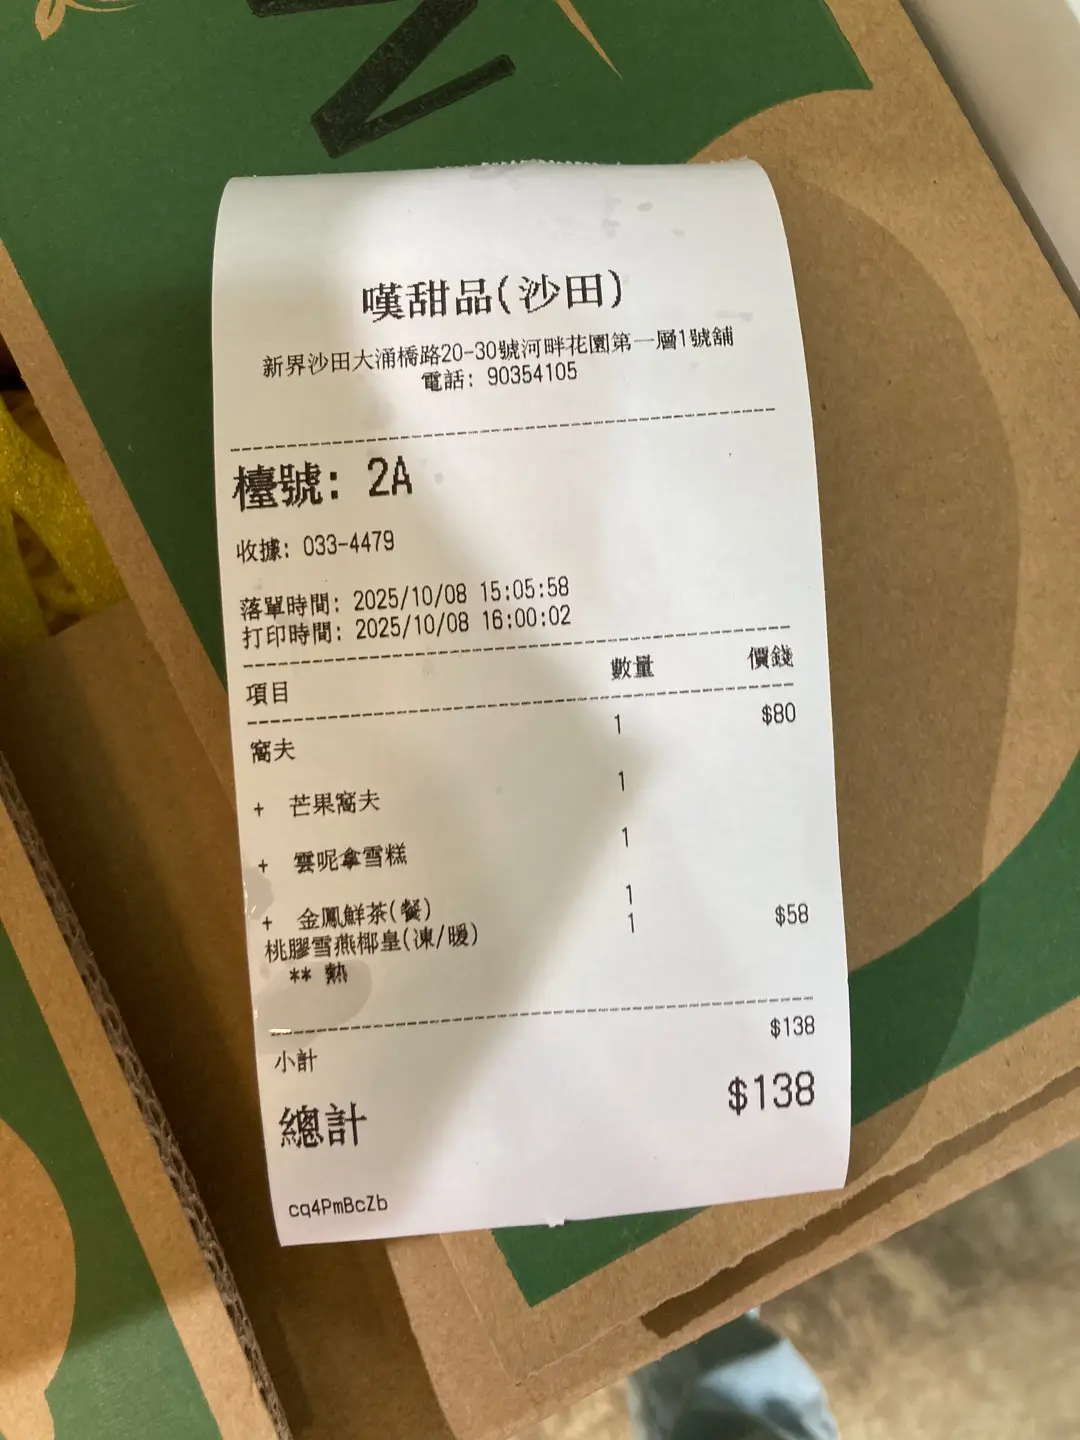 嘆甜品(沙田)
新界沙田大涌橋路20-30號河畔花園第一層1號舖
電話: 90354105
檯號: 2A
收據: 033-4479
落單時間: 2025/10/08 15:05:58
打印時間: 2025/10/08 16:00:02
項目 數量 價錢
窩夫 1 $80
+ 芒果窩夫 1
+ 雲呢拿雪糕 1
+ 金鳳鮮茶(餐) 1
桃膠雪燕椰皇(凍/暖) 1 $58
** 熱
小計 $138
總計 $138
cq4PmBcZb